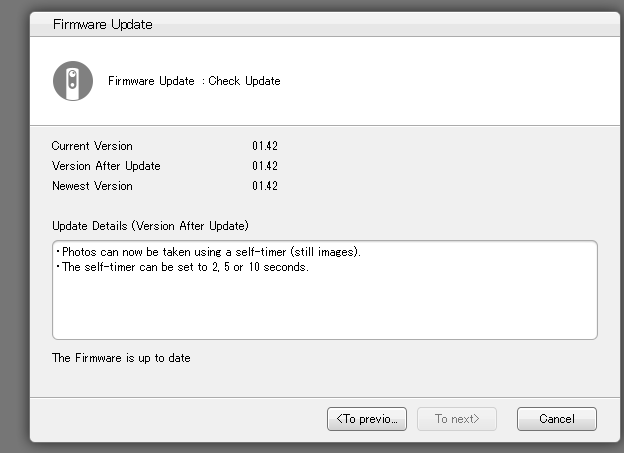 Firmware Update
Firmware Update : Check Update
Current Version 01.42
Version After Update 01.42
Newest Version 01.42
Update Details (Version After Update)
・Photos can now be taken using a self-timer (still images).
・The self-timer can be set to 2, 5 or 10 seconds.
The Firmware is up to date
<To previo... To next> Cancel